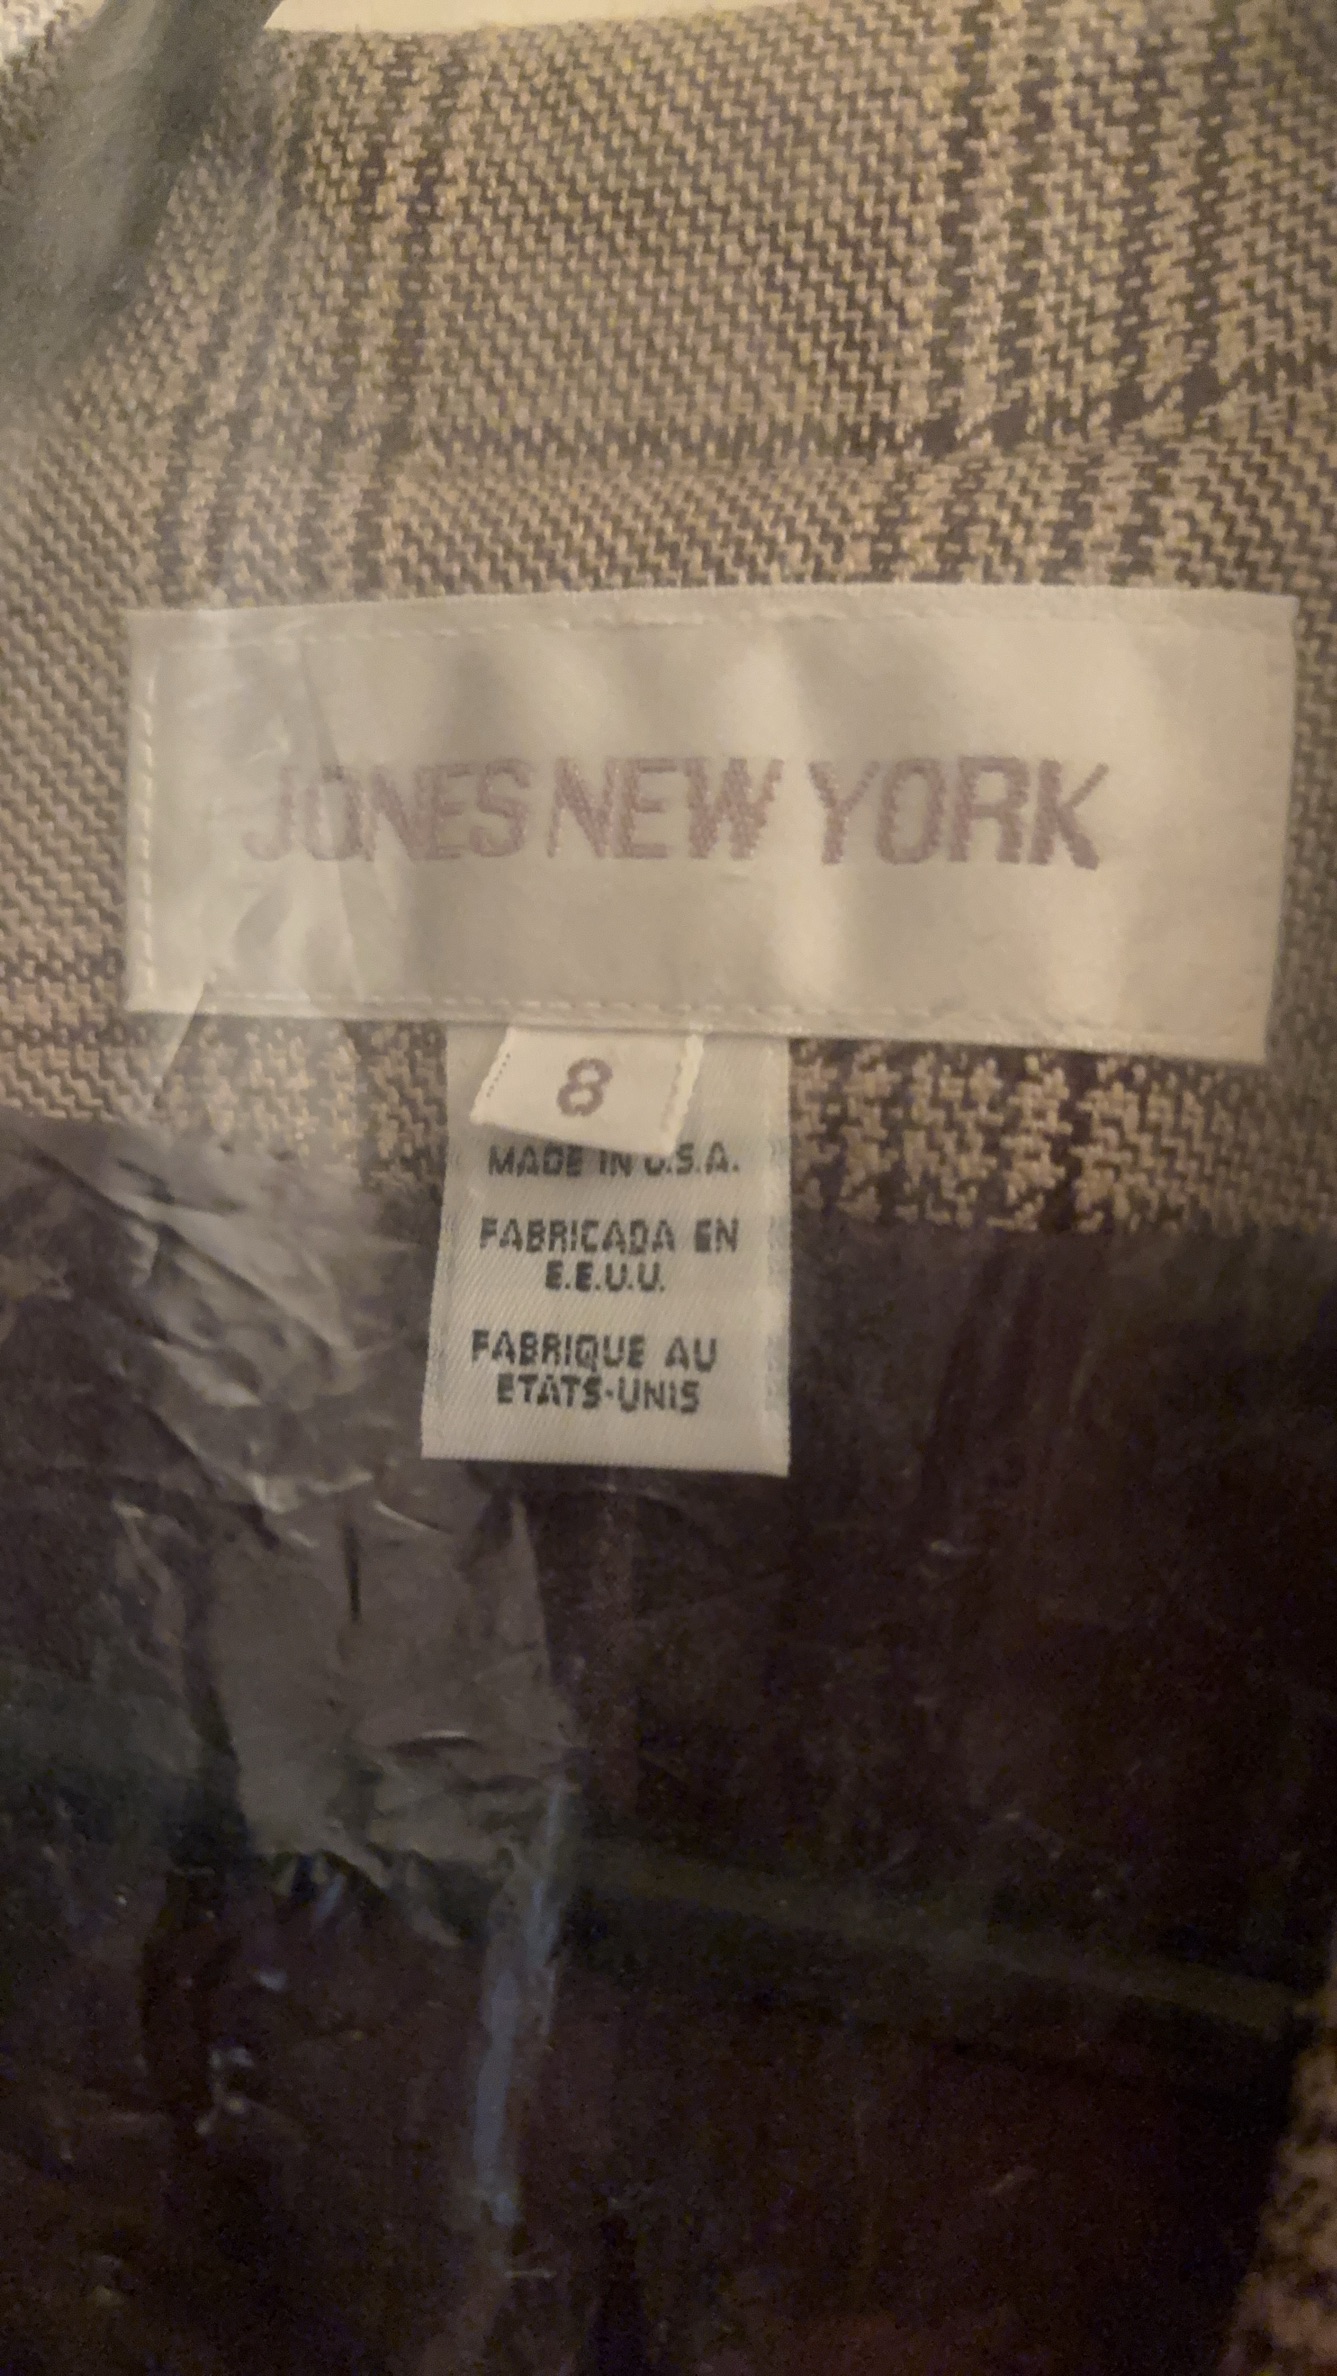 JONES NEW YORK
8
MADE IN U.S.A.
FABRICADA EN
E.E.U.U.
FABRIQUE AU
ETATS-UNIS